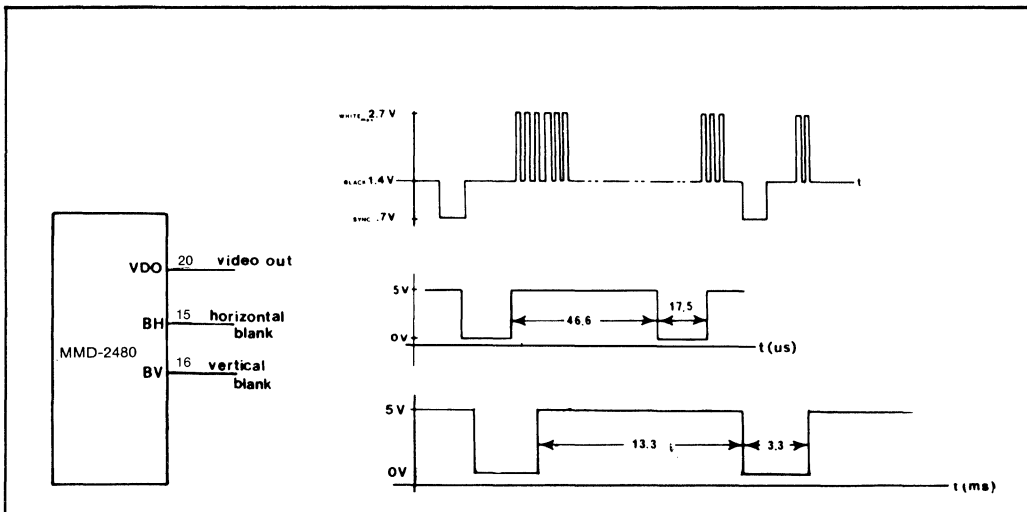 WHITE max 2.7 V
BLACK 1.4 V
t
SYNC .7V
VDO 20 video out
BH 15 horizontal
blank
MMD-2480
BV 16 vertical
blank
5V
46.6
17.5
0V
t (us)
5V
13.3
3.3
0V
t (ms)